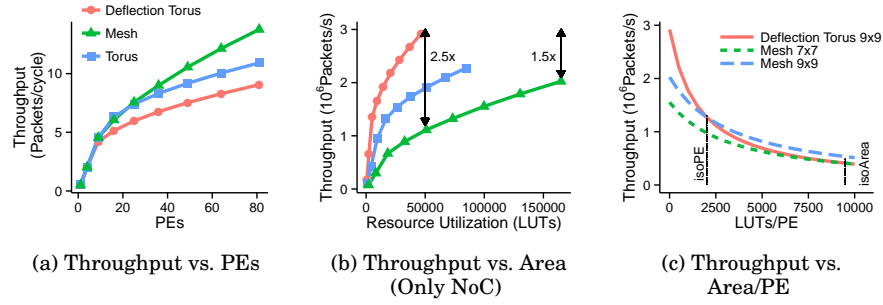 Deflection Torus
Mesh
Torus
Throughput
(Packets/cycle)
10
5
0
0
20
40
60
80
PEs
(a) Throughput vs. PEs
Throughput (10⁶Packets/s)
3
2
1
0
2.5x
1.5x
0
50000
100000
150000
Resource Utilization (LUTs)
(b) Throughput vs. Area
(Only NoC)
Throughput (10⁶Packets/s)
3
2
1
0
Deflection Torus 9x9
Mesh 7x7
Mesh 9x9
isoPE
isoArea
0
2500
5000
7500
10000
LUTs/PE
(c) Throughput vs.
Area/PE